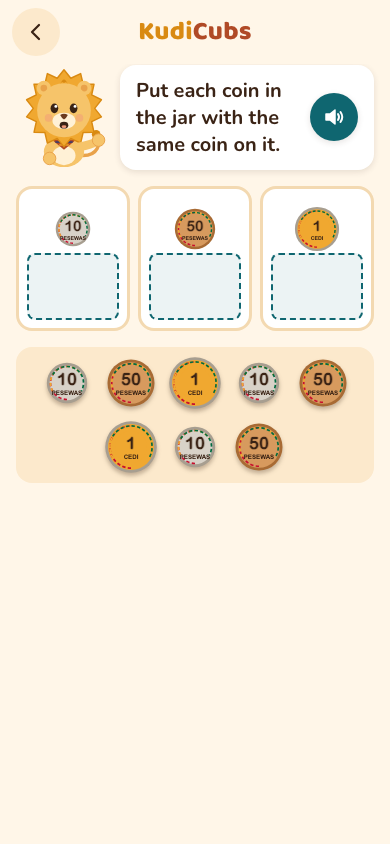 KudiCubs
Put each coin in
the jar with the
same coin on it.
10
PESEWAS
50
PESEWAS
1
CEDI
10
PESEWAS
50
PESEWAS
1
CEDI
10
PESEWAS
50
PESEWAS
1
CEDI
10
PESEWAS
50
PESEWAS